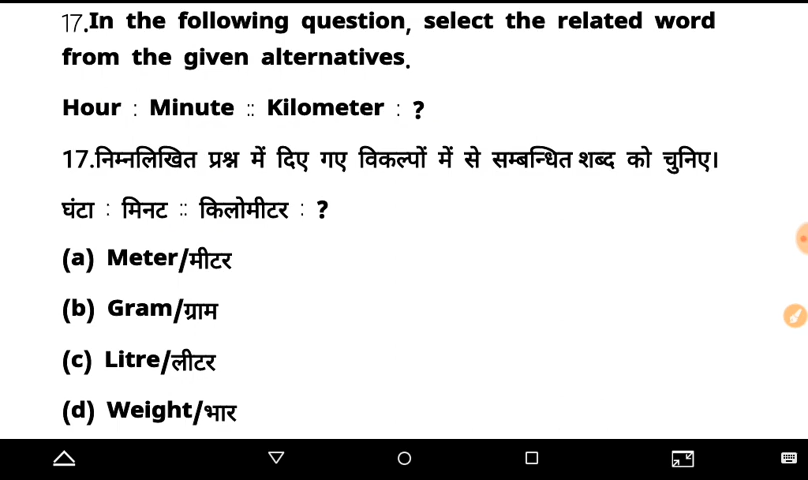 17.In the following question, select the related word
from the given alternatives.
Hour : Minute :: Kilometer : ?
17.निम्नलिखित प्रश्न में दिए गए विकल्पों में से सम्बन्धित शब्द को चुनिए।
घंटा : मिनट :: किलोमीटर : ?
(a) Meter/मीटर
(b) Gram/ग्राम
(c) Litre/लीटर
(d) Weight/भार